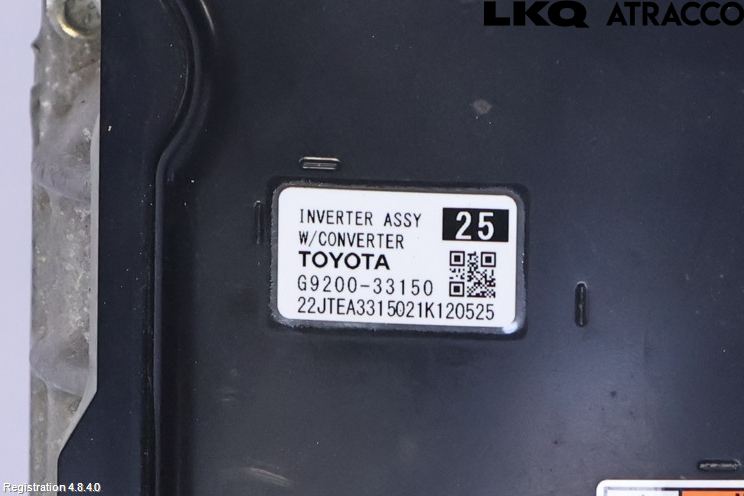 LKQ ATRACCO
INVERTER ASSY 25
W/CONVERTER
TOYOTA
G9200-33150
22JTEA3315021K120525
Registration 4.8.4.0